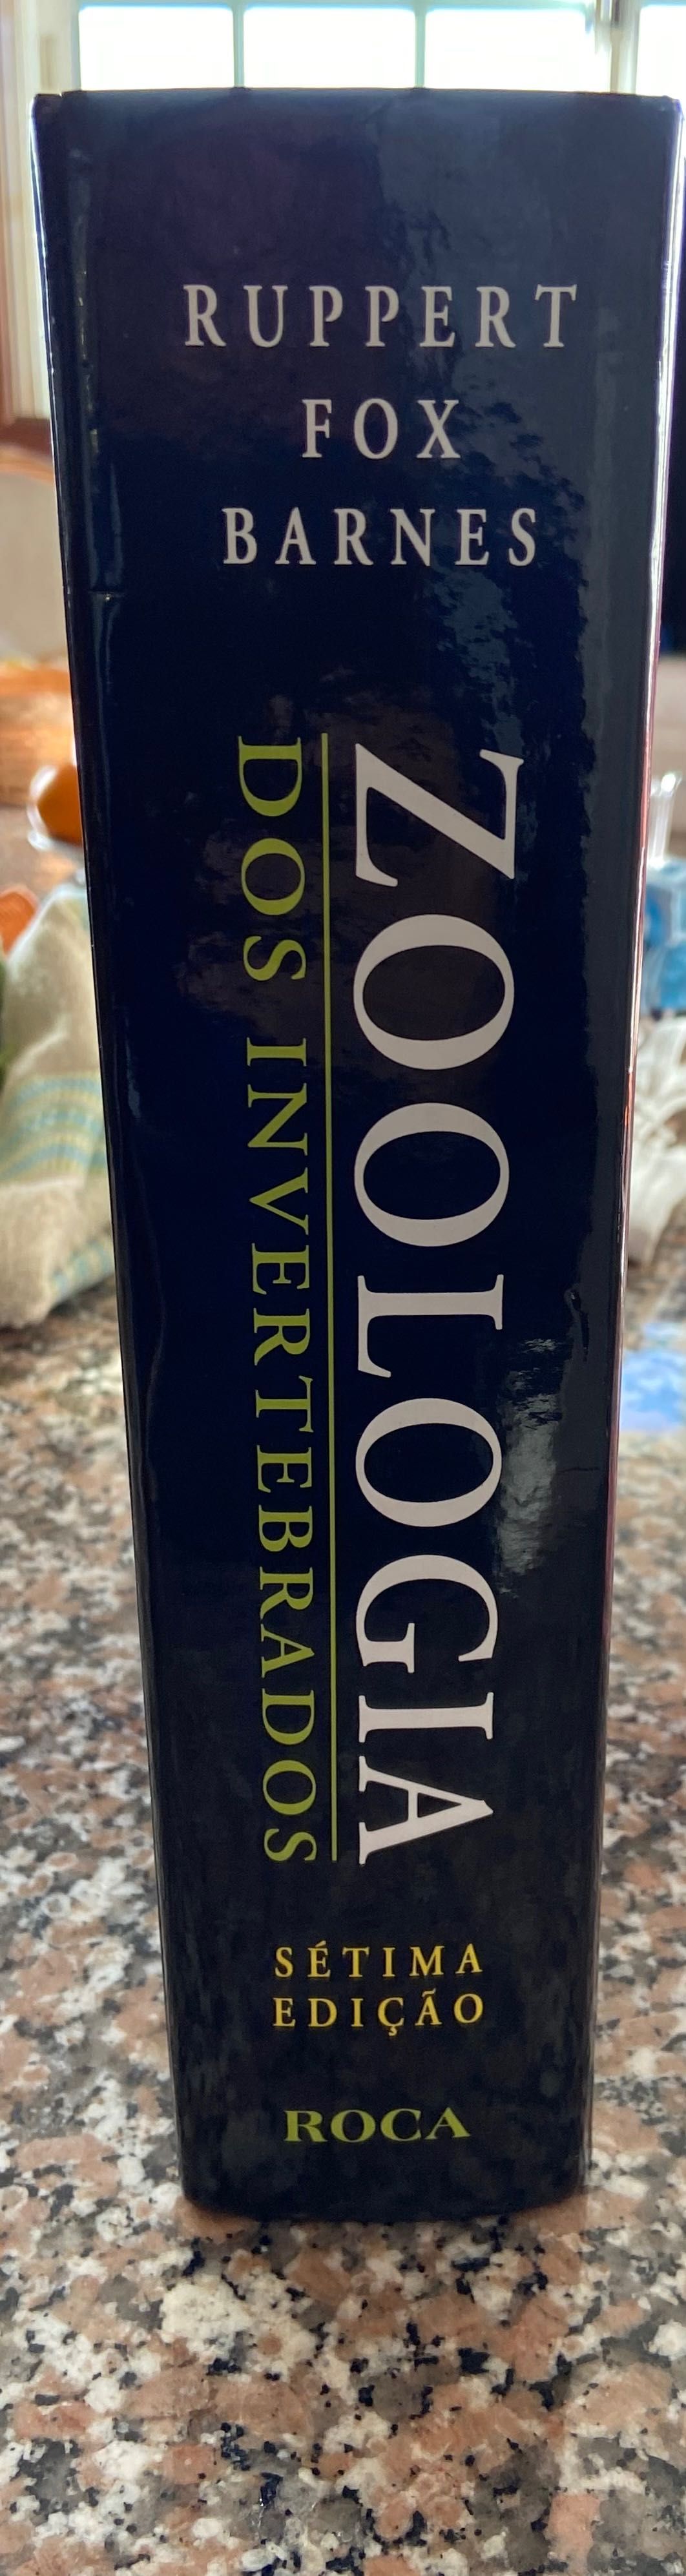 RUPPERT
FOX
BARNES
ZOOLOGIA
DOS INVERTEBRADOS
SÉTIMA
EDIÇÃO
ROCA